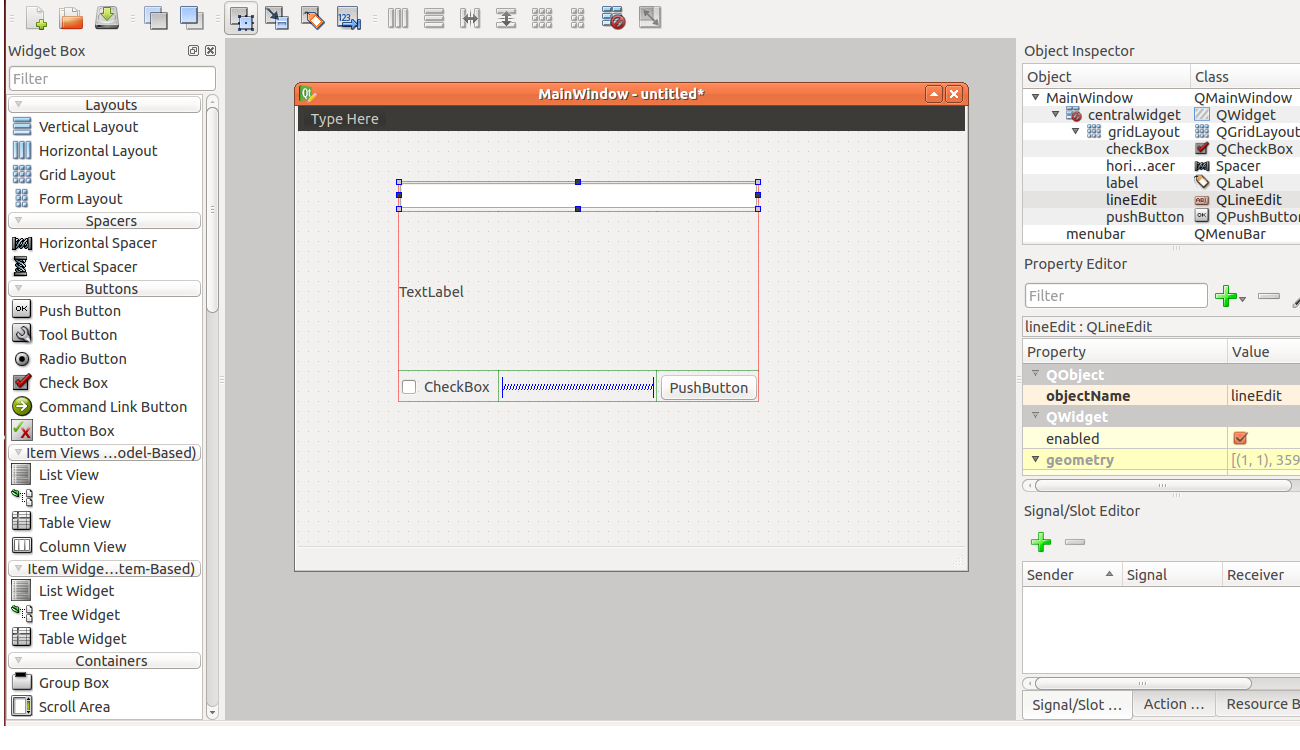 Widget Box
Filter
Layouts
Vertical Layout
Horizontal Layout
Grid Layout
Form Layout
Spacers
Horizontal Spacer
Vertical Spacer
Buttons
OK Push Button
Tool Button
Radio Button
Check Box
Command Link Button
Button Box
Item Views ...odel-Based)
List View
Tree View
Table View
Column View
Item Widge...tem-Based)
List Widget
Tree Widget
Table Widget
Containers
Group Box
Scroll Area
123
Qt MainWindow - untitled*
Type Here
TextLabel
CheckBox PushButton
Object Inspector
Object Class
MainWindow QMainWindow
centralwidget QWidget
gridLayout QGridLayout
checkBox QCheckBox
hori...acer Spacer
label QLabel
lineEdit QLineEdit
pushButton OK QPushButto
menubar QMenuBar
Property Editor
Filter
lineEdit : QLineEdit
Property Value
QObject
objectName lineEdit
QWidget
enabled
geometry [(1, 1), 359
Signal/Slot Editor
Sender Signal Receiver
Signal/Slot ... Action ... Resource B